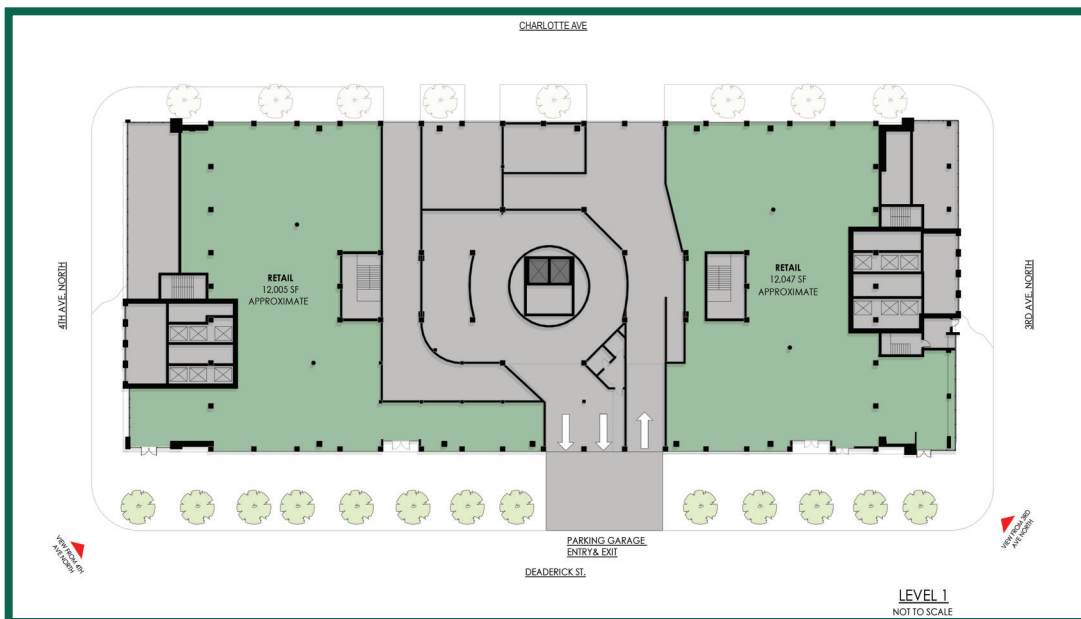 CHARLOTTE AVE
4TH AVE. NORTH
RETAIL
12,005 SF
APPROXIMATE
RETAIL
12,047 SF
APPROXIMATE
3RD AVE. NORTH
VIEW FROM 4TH
AVE NORTH
PARKING GARAGE
ENTRY& EXIT
DEADERICK ST.
VIEW FROM 3RD
AVE NORTH
LEVEL 1
NOT TO SCALE